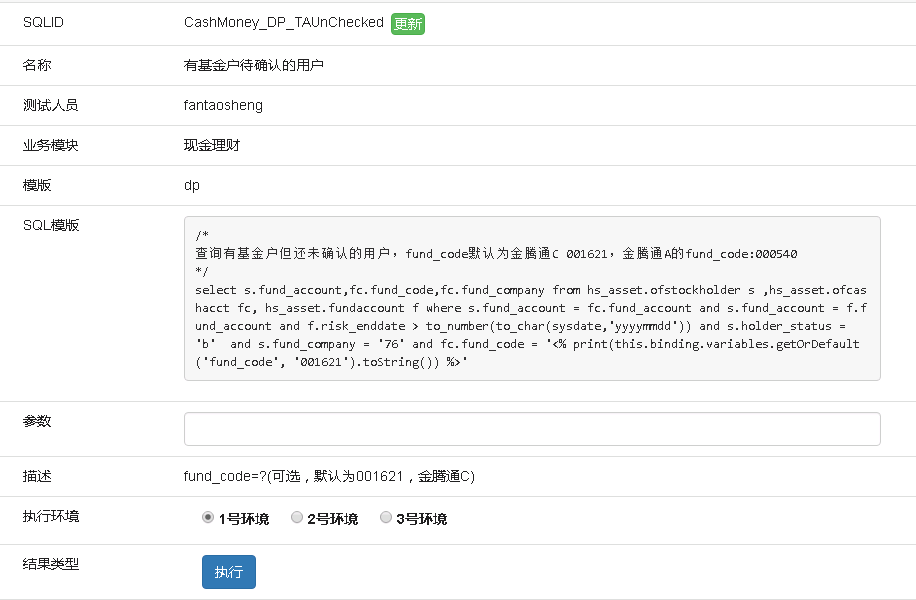 SQLID CashMoney_DP_TAUnChecked 更新
名称 有基金户待确认的用户
测试人员 fantaosheng
业务模块 现金理财
模版 dp
SQL模版
/*
查询有基金户但还未确认的用户，fund_code默认为金腾通C 001621，金腾通A的fund_code:000540
*/
select s.fund_account,fc.fund_code,fc.fund_company from hs_asset.ofstockholder s ,hs_asset.ofcas
hacct fc, hs_asset.fundaccount f where s.fund_account = fc.fund_account and s.fund_account = f.f
und_account and f.risk_enddate > to_number(to_char(sysdate,'yyyymmdd')) and s.holder_status =
'b'  and s.fund_company = '76' and fc.fund_code = '<% print(this.binding.variables.getOrDefault
('fund_code', '001621').toString()) %>'
参数
描述 fund_code=?(可选，默认为001621，金腾通C)
执行环境 1号环境 2号环境 3号环境
结果类型 执行